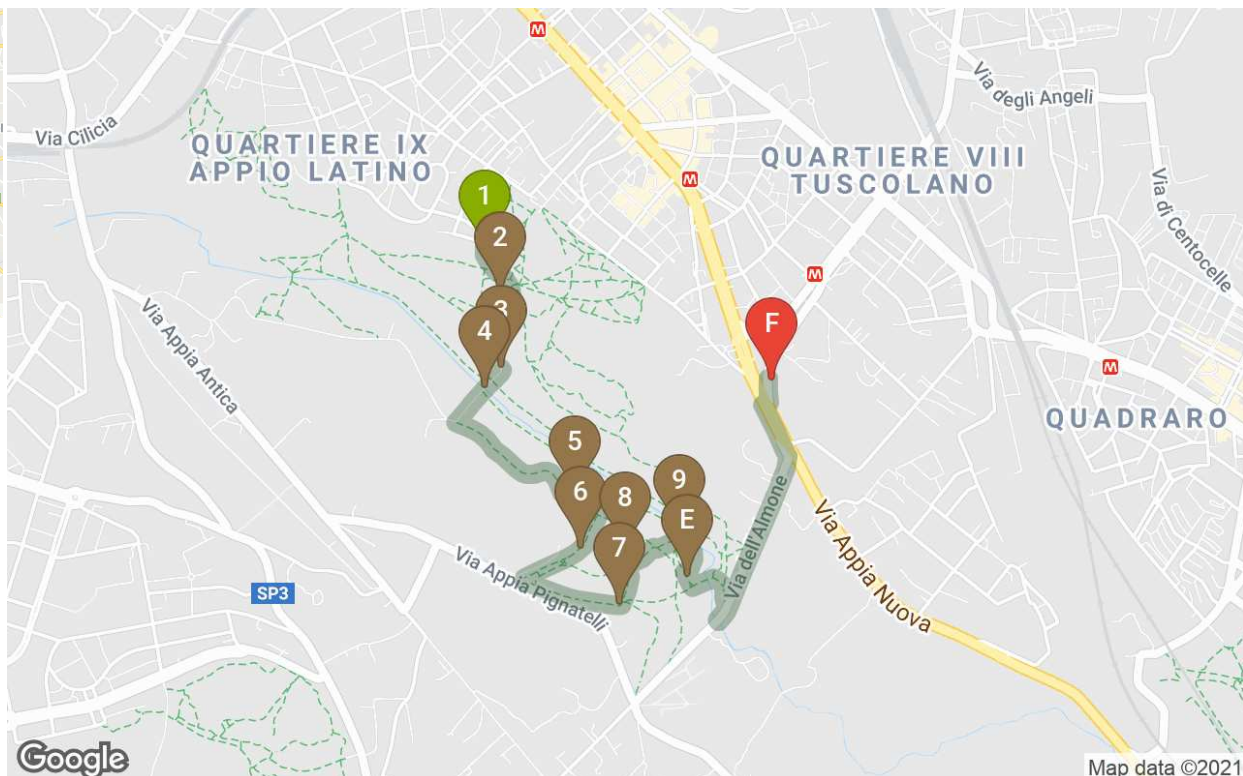 M
Via degli Angeli
Via Cilicia
QUARTIERE IX
APPIO LATINO
QUARTIERE VIII
TUSCOLANO
M
1
Via di Centocelle
2
M
3
F
4
Via Appia Antica
M
QUADRARO
5
6
8
9
E
7
Via dell'Almone
Via Appia Nuova
Via Appia Pignatelli
SP3
Google
Map data ©2021